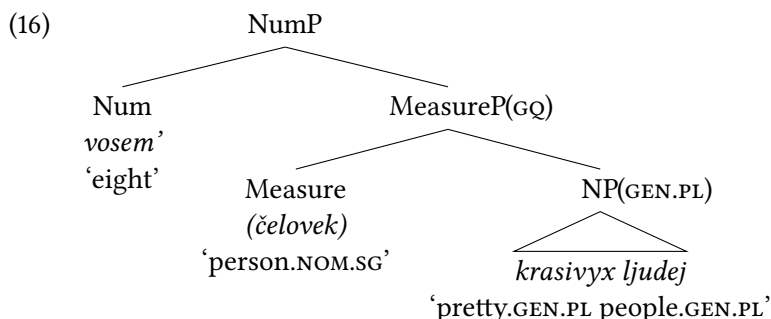 (16) NumP
Num MeasureP(GQ)
vosem’
‘eight’
Measure NP(GEN.PL)
(čelovek)
‘person.NOM.SG’
krasivyx ljudej
‘pretty.GEN.PL people.GEN.PL’